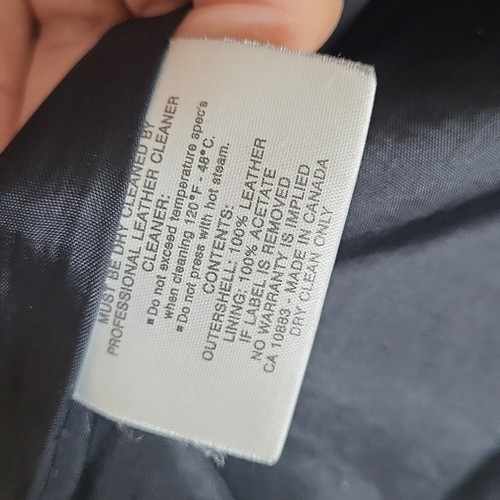 MUST BE DRY CLEANED BY
PROFESSIONAL LEATHER CLEANER
CLEANER.
■ Do not exceed temperature spec's
when cleaning 120°F - 48°C.
■ Do not press with hot steam.
CONTENTS:
OUTERSHELL: 100% LEATHER
LINING: 100% ACETATE
IF LABEL IS REMOVED
NO WARRANTY IS IMPLIED
CA 10883 - MADE IN CANADA
DRY CLEAN ONLY